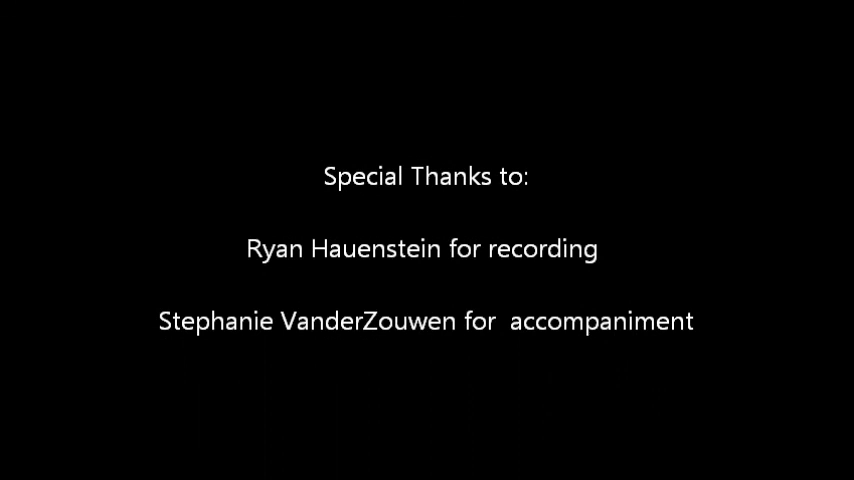 Special Thanks to:
Ryan Hauenstein for recording
Stephanie VanderZouwen for  accompaniment